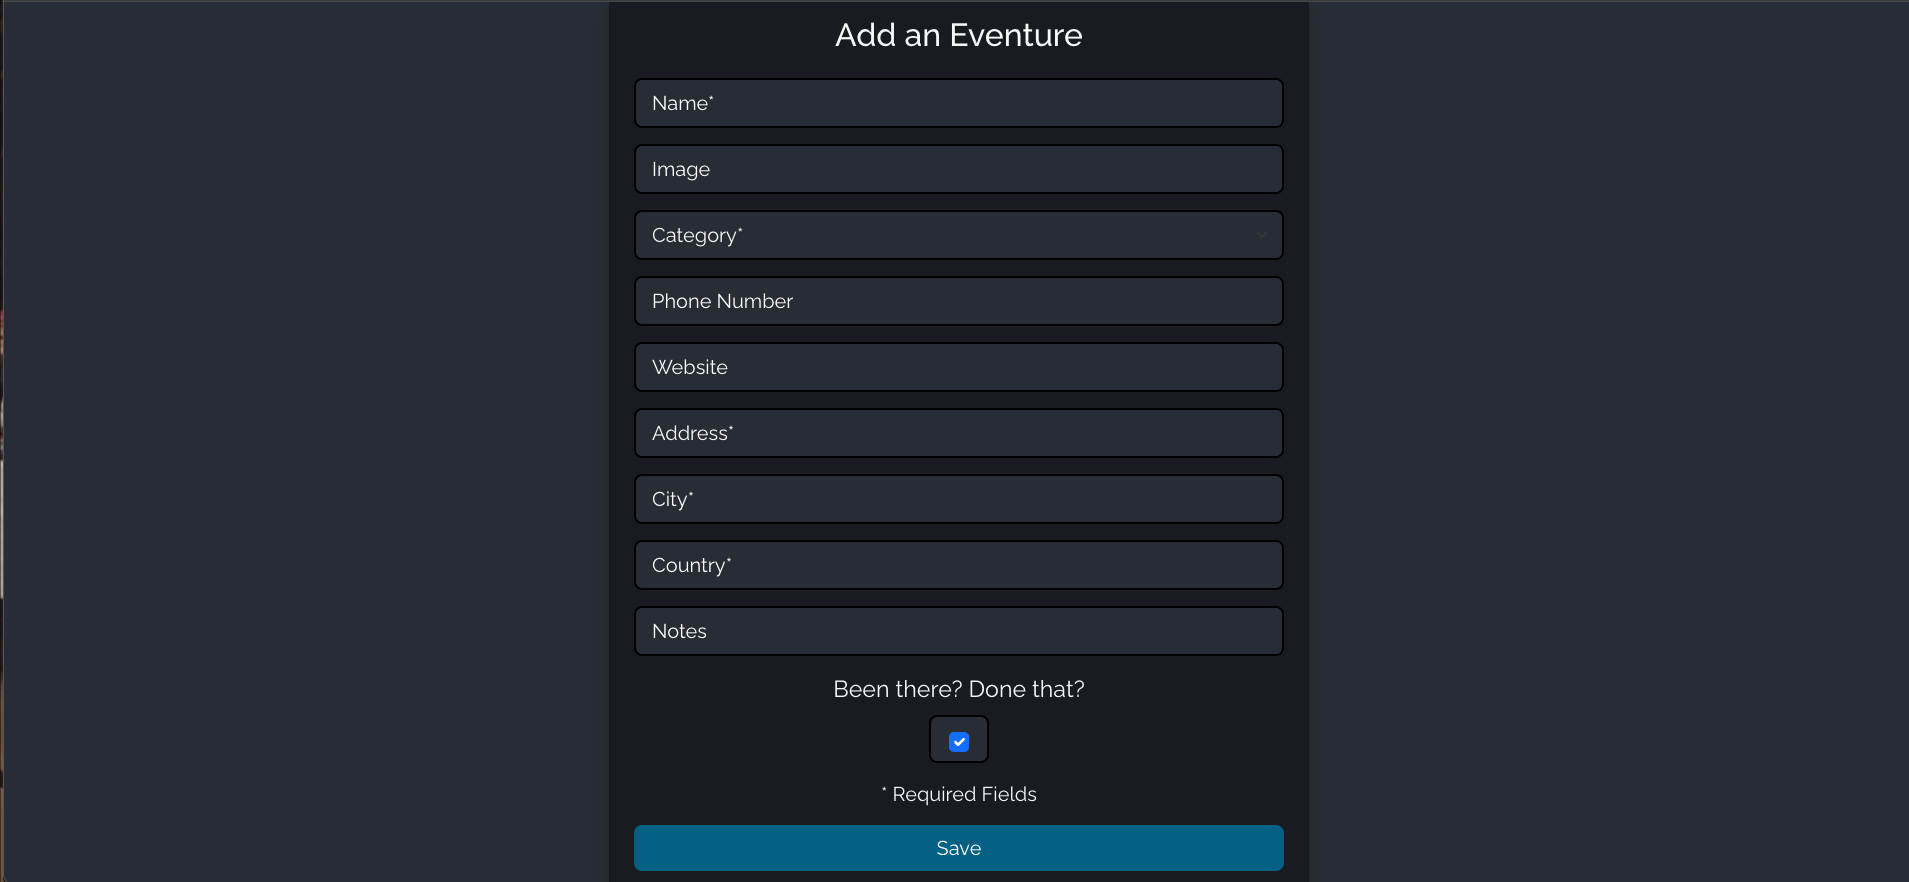 Add an Eventure
Name*
Image
Category*
Phone Number
Website
Address*
City*
Country*
Notes
Been there? Done that?
* Required Fields
Save